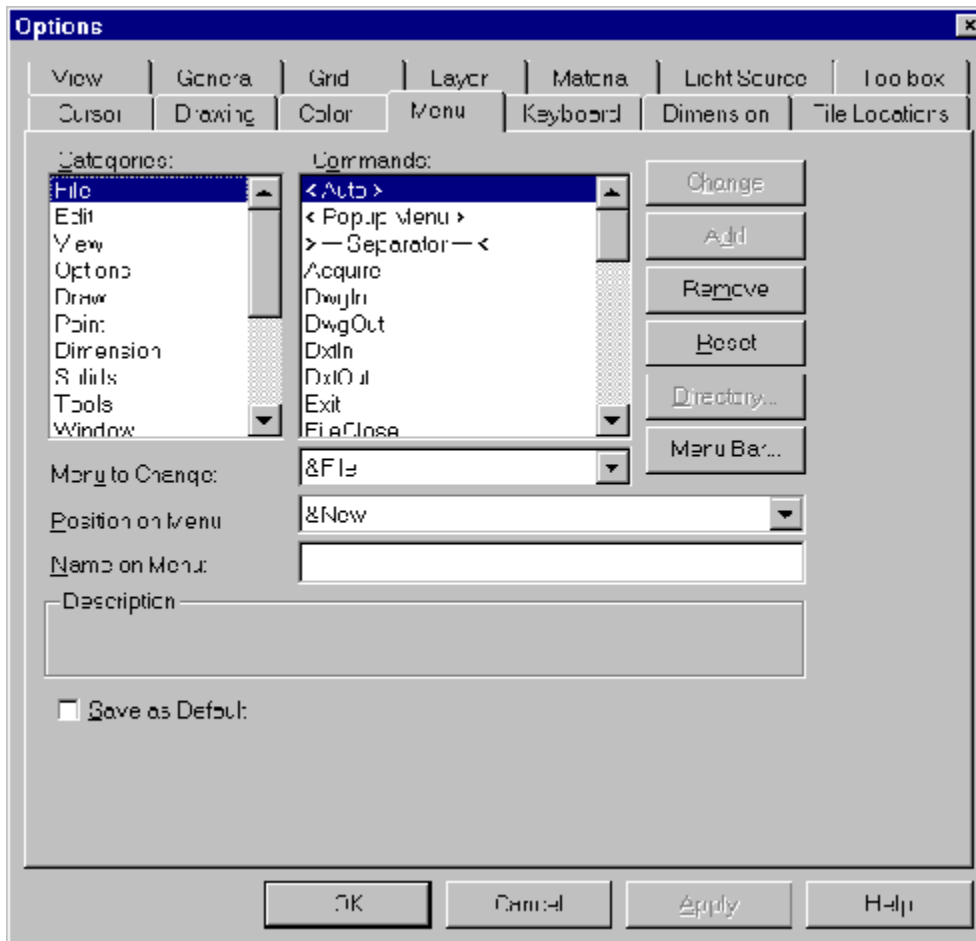 Options
View General Grid Layer Material Light Source Toolbox
Cursor Drawing Color Menu Keyboard Dimension File Locations
Categories: Commands:
File
Edit
View
Options
Draw
Point
Dimension
Solids
Tools
Window
< Auto >
< Popup Menu >
>—Separator—<
Acquire
DwgIn
DwgOut
DxfIn
DxfOut
Exit
FileClose
Change
Add
Remove
Reset
Directory...
Menu Bar...
Menu to Change: &File
Position on Menu &New
Name on Menu:
Description
Save as Default
OK Cancel Apply Help